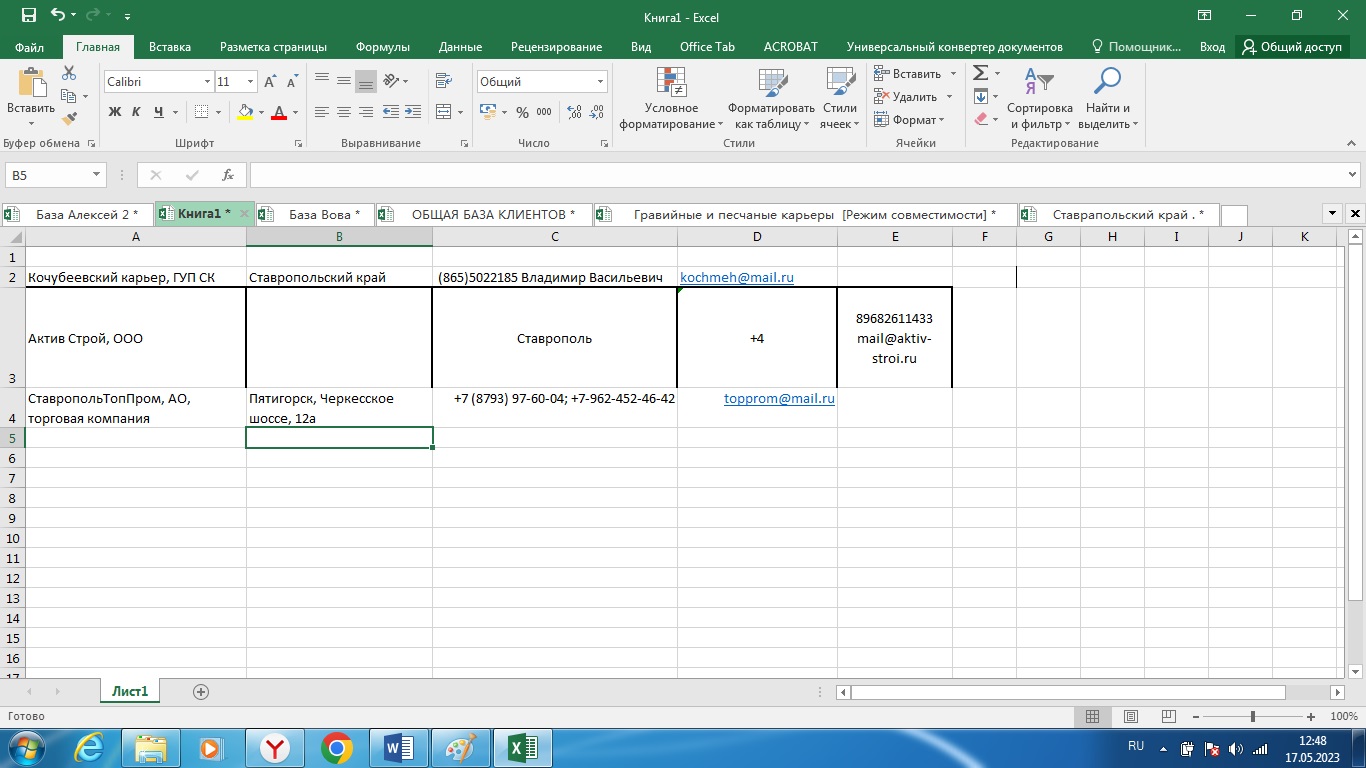 Книга1 - Excel
Файл Главная Вставка Разметка страницы Формулы Данные Рецензирование Вид Office Tab ACROBAT Универсальный конвертер документов Помощник... Вход Общий доступ
Вставить
Calibri 11
Ж К Ч А
Общий
% 000
Условное форматирование
Форматировать как таблицу
Стили ячеек
Вставить
Удалить
Формат
Сортировка и фильтр
Найти и выделить
Буфер обмена Шрифт Выравнивание Число Стили Ячейки Редактирование
B5 fx
База Алексей 2 * Книга1 * База Вова * ОБЩАЯ БАЗА КЛИЕНТОВ * Гравийные и песчаные карьеры [Режим совместимости] * Ставрапольский край . *
A B C D E F G H I J K
1
2 Кочубеевский карьер, ГУП СК Ставропольский край (865)5022185 Владимир Васильевич kochmeh@mail.ru
89682611433
3 Актив Строй, ООО Ставрополь +4 mail@aktiv-
stroi.ru
4 СтавропольТопПром, АО, Пятигорск, Черкесское +7 (8793) 97-60-04; +7-962-452-46-42 topprom@mail.ru
торговая компания шоссе, 12а
5
6
7
8
9
10
11
12
13
14
15
16
17
Лист1
Готово 100%
RU 12:48
17.05.2023